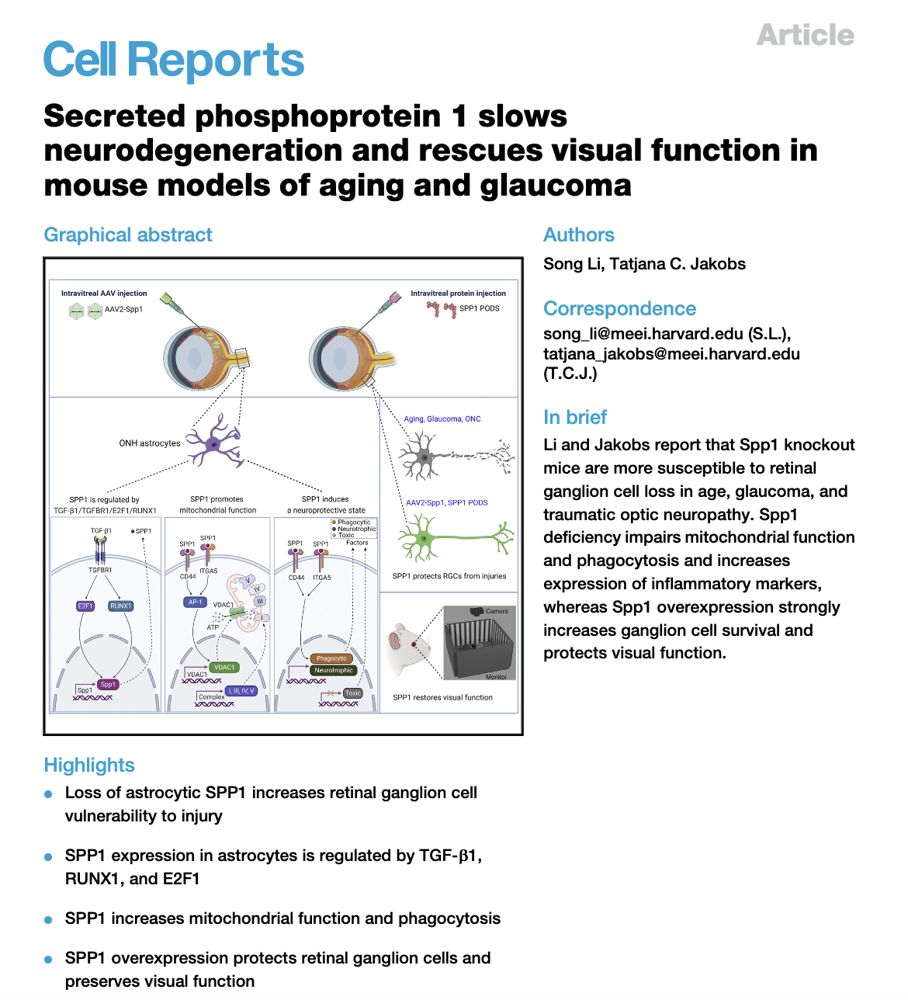 Article
Cell Reports
Secreted phosphoprotein 1 slows
neurodegeneration and rescues visual function in
mouse models of aging and glaucoma
Graphical abstract
Intravitreal AAV injection
AAV2-Spp1
Intravitreal protein injection
SPP1 PODS
ONH astrocytes
Aging, Glaucoma, ONC
AAV2-Spp1, SPP1 PODS
SPP1 protects RGCs from injuries
SPP1 is regulated by
TGF-β1/TGFBR1/E2F1/RUNX1
TGF-β1
SPP1
TGFBR1
E2F1
RUNX1
Spp1
Spp1
SPP1 promotes
mitochondrial function
SPP1
SPP1
CD44
ITGA5
AP-1
VDAC1
ATP
V
IV
III
I
VDAC1
VDAC1
I, III, IV, V
Complex
SPP1 induces
a neuroprotective state
Phagocytic
Neurotrophic
Toxic
Factors
SPP1
SPP1
CD44
ITGA5
Phagocytic
Neurotrophic
Toxic
Camera
Monitor
SPP1 restores visual function
Authors
Song Li, Tatjana C. Jakobs
Correspondence
song_li@meei.harvard.edu (S.L.),
tatjana_jakobs@meei.harvard.edu
(T.C.J.)
In brief
Li and Jakobs report that Spp1 knockout
mice are more susceptible to retinal
ganglion cell loss in age, glaucoma, and
traumatic optic neuropathy. Spp1
deficiency impairs mitochondrial function
and phagocytosis and increases
expression of inflammatory markers,
whereas Spp1 overexpression strongly
increases ganglion cell survival and
protects visual function.
Highlights
Loss of astrocytic SPP1 increases retinal ganglion cell
vulnerability to injury
SPP1 expression in astrocytes is regulated by TGF-β1,
RUNX1, and E2F1
SPP1 increases mitochondrial function and phagocytosis
SPP1 overexpression protects retinal ganglion cells and
preserves visual function